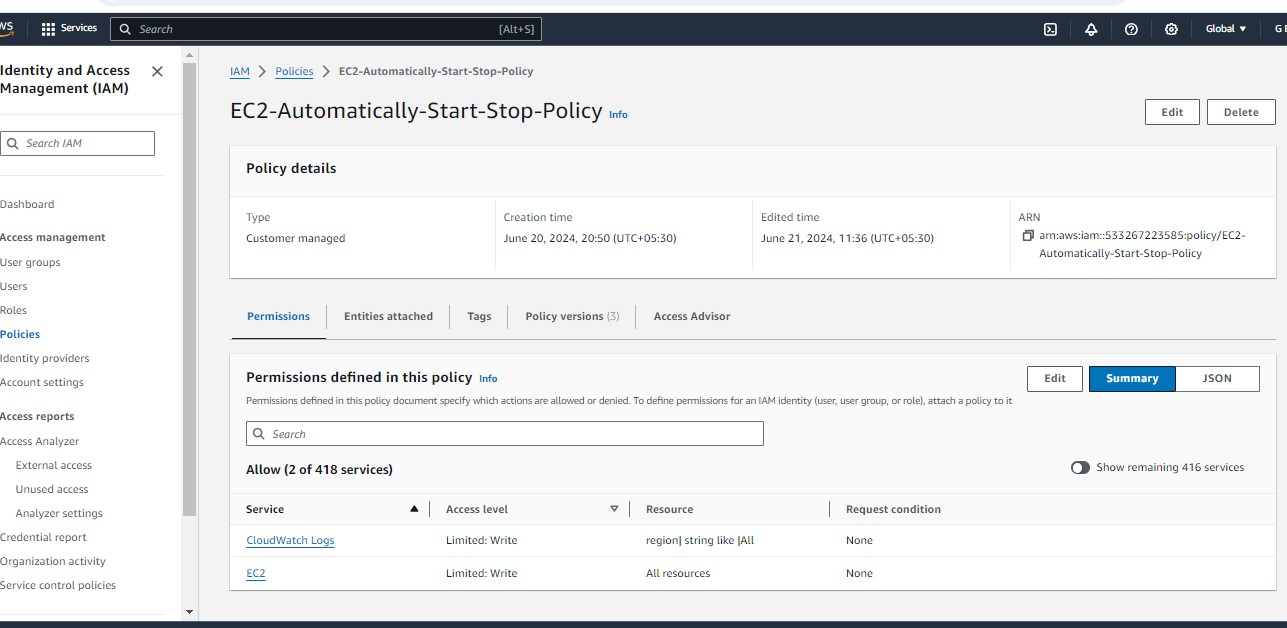 Services
Search
[Alt+S]
Global
Identity and Access
Management (IAM)
Search IAM
Dashboard
Access management
User groups
Users
Roles
Policies
Identity providers
Account settings
Access reports
Access Analyzer
External access
Unused access
Analyzer settings
Credential report
Organization activity
Service control policies
IAM > Policies > EC2-Automatically-Start-Stop-Policy
EC2-Automatically-Start-Stop-Policy Info
Edit
Delete
Policy details
Type
Customer managed
Creation time
June 20, 2024, 20:50 (UTC+05:30)
Edited time
June 21, 2024, 11:36 (UTC+05:30)
ARN
arn:aws:iam::533267223585:policy/EC2-
Automatically-Start-Stop-Policy
Permissions
Entities attached
Tags
Policy versions (3)
Access Advisor
Permissions defined in this policy Info
Edit
Summary
JSON
Permissions defined in this policy document specify which actions are allowed or denied. To define permissions for an IAM identity (user, user group, or role), attach a policy to it
Search
Allow (2 of 418 services)
Show remaining 416 services
Service Access level Resource Request condition
CloudWatch Logs Limited: Write region| string like |All None
EC2 Limited: Write All resources None